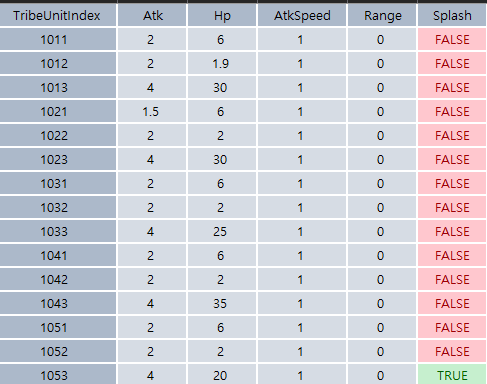 TribeUnitIndex Atk Hp AtkSpeed Range Splash
1011 2 6 1 0 FALSE
1012 2 1.9 1 0 FALSE
1013 4 30 1 0 FALSE
1021 1.5 6 1 0 FALSE
1022 2 2 1 0 FALSE
1023 4 30 1 0 FALSE
1031 2 6 1 0 FALSE
1032 2 2 1 0 FALSE
1033 4 25 1 0 FALSE
1041 2 6 1 0 FALSE
1042 2 2 1 0 FALSE
1043 4 35 1 0 FALSE
1051 2 6 1 0 FALSE
1052 2 2 1 0 FALSE
1053 4 20 1 0 TRUE